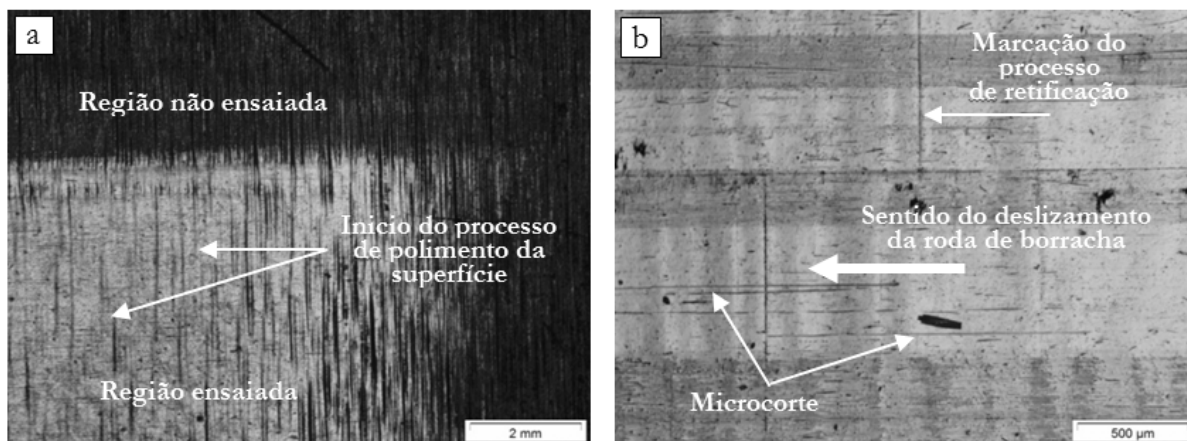 a
Região não ensaiada
Inicio do processo
de polimento da
superfície
Região ensaiada
2 mm
b
Marcação do
processo
de retificação
Sentido do deslizamento
da roda de borracha
Microcorte
500 µm